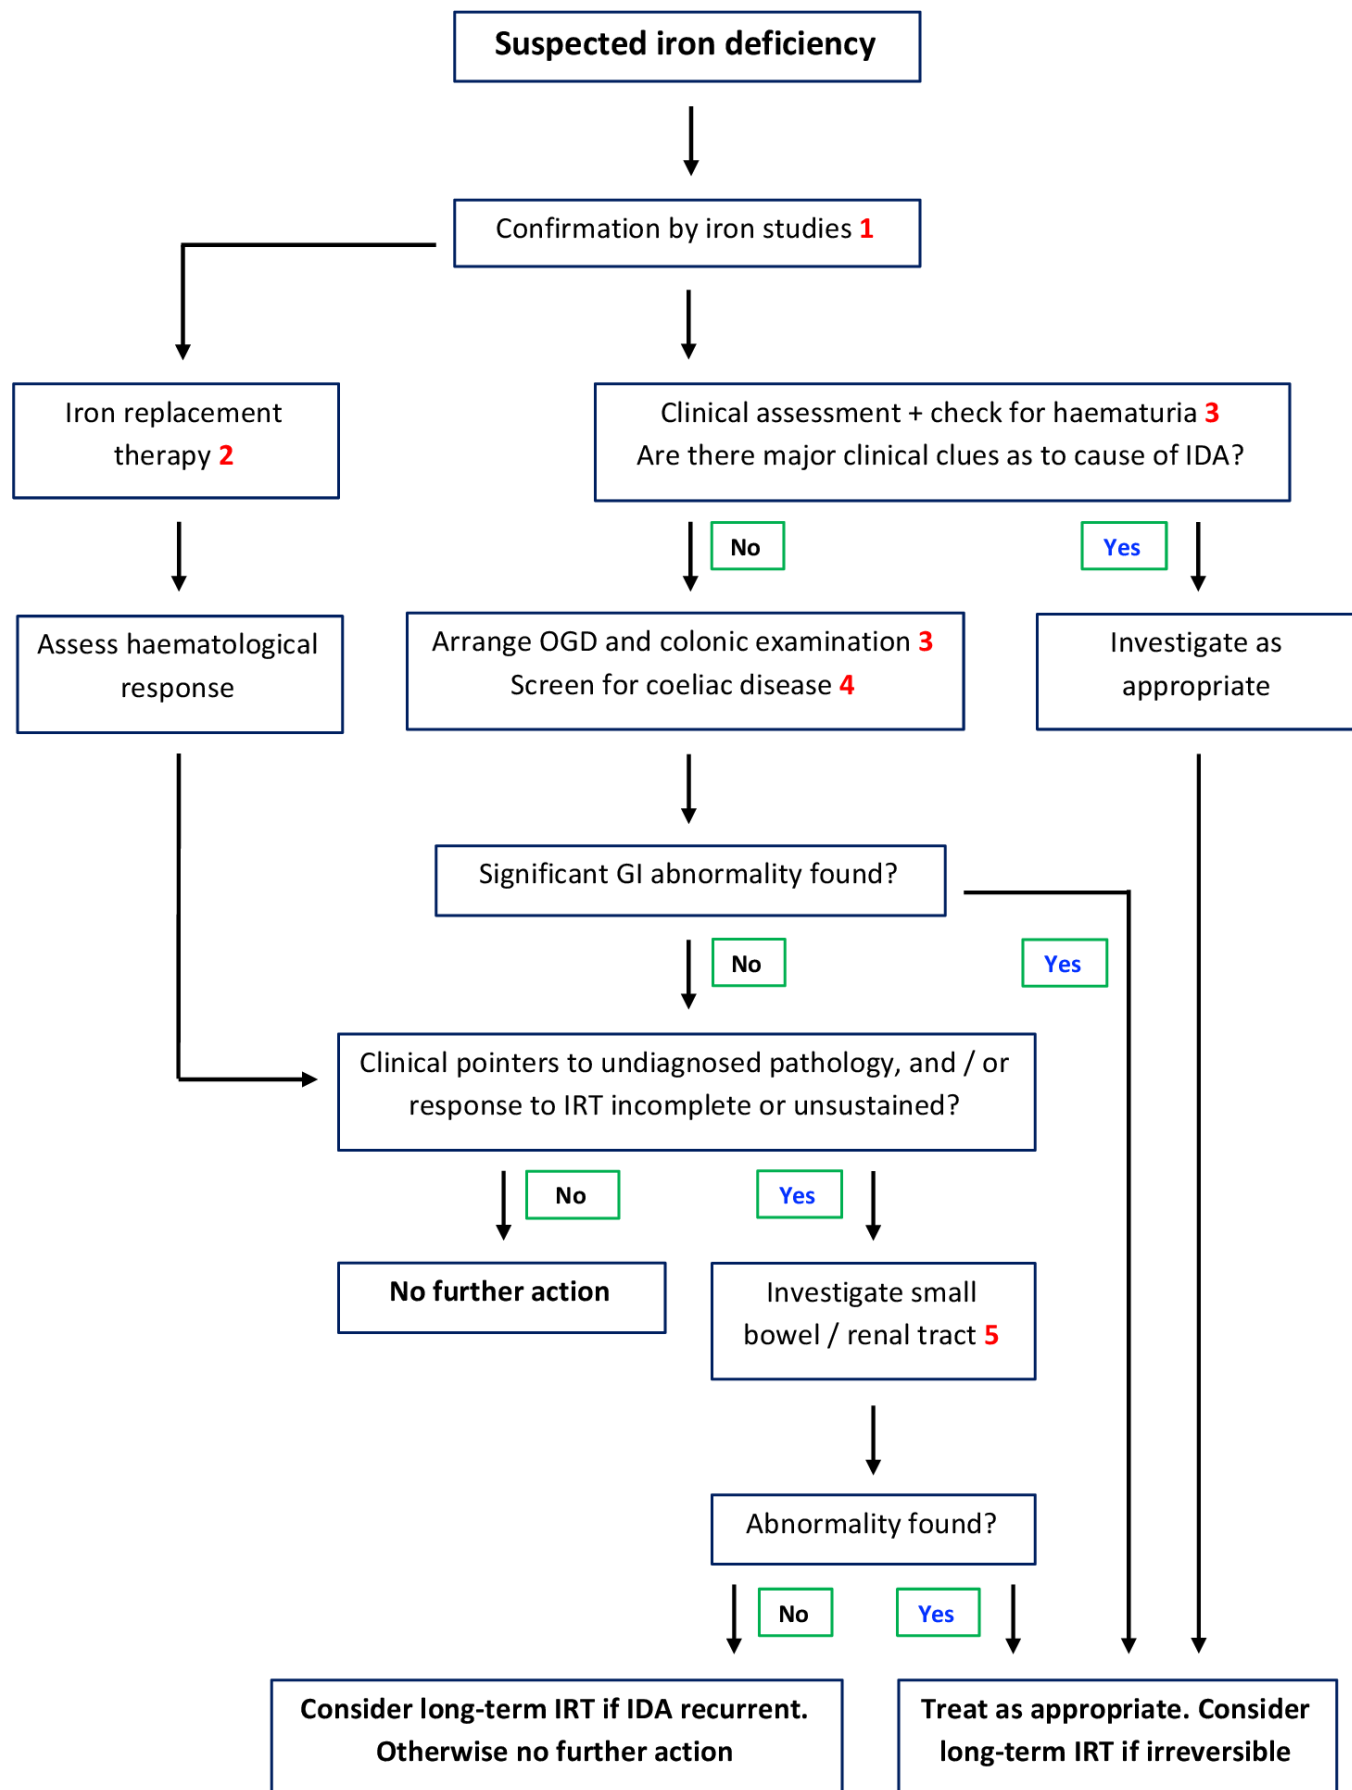 Suspected iron deficiency
Confirmation by iron studies 1
Iron replacement
therapy 2
Clinical assessment + check for haematuria 3
Are there major clinical clues as to cause of IDA?
No
Yes
Assess haematological
response
Arrange OGD and colonic examination 3
Screen for coeliac disease 4
Investigate as
appropriate
Significant GI abnormality found?
No
Yes
Clinical pointers to undiagnosed pathology, and / or
response to IRT incomplete or unsustained?
No
Yes
No further action
Investigate small
bowel / renal tract 5
Abnormality found?
No
Yes
Consider long-term IRT if IDA recurrent.
Otherwise no further action
Treat as appropriate. Consider
long-term IRT if irreversible